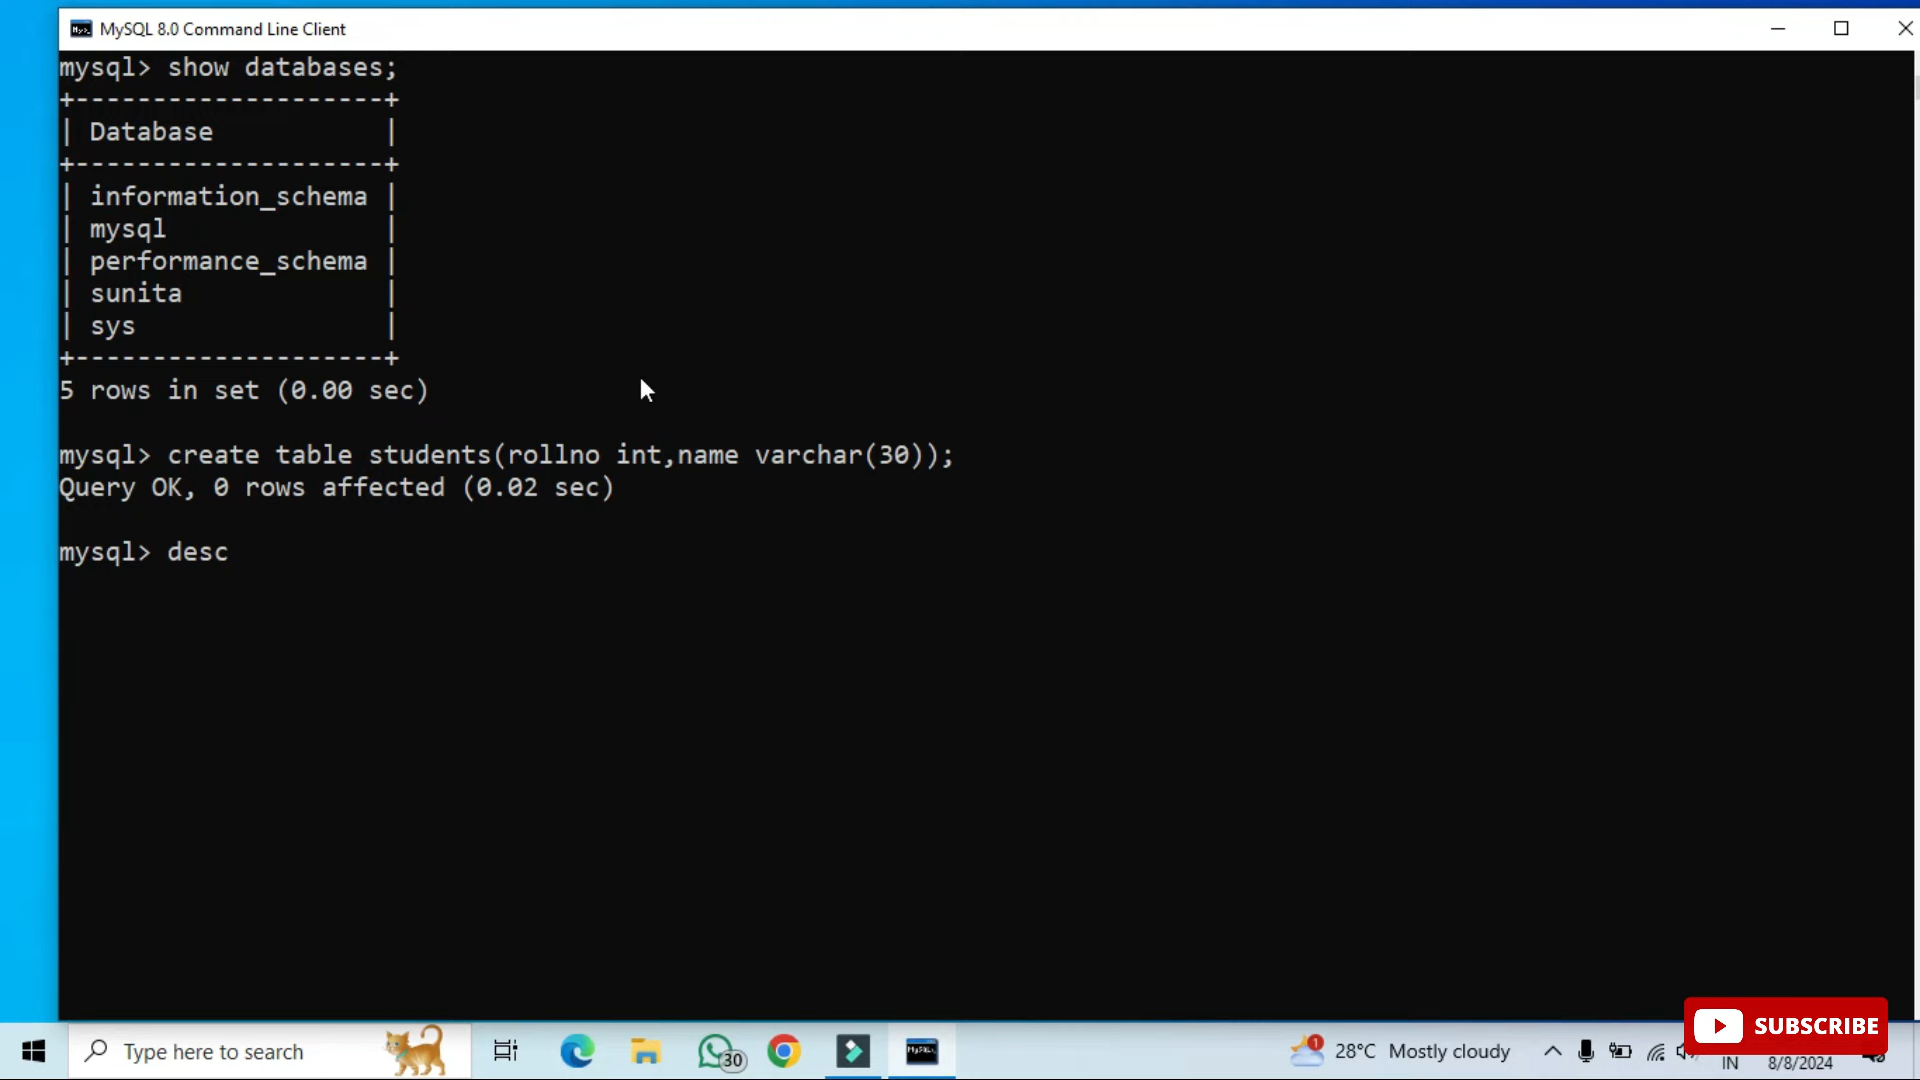 MySQL 8.0 Command Line Client
mysql> show databases;
+--------------------+
| Database           |
+--------------------+
| information_schema |
| mysql              |
| performance_schema |
| sunita             |
| sys                |
+--------------------+
5 rows in set (0.00 sec)
mysql> create table students(rollno int,name varchar(30));
Query OK, 0 rows affected (0.02 sec)
mysql> desc
SUBSCRIBE
Type here to search
30
MySQL
1
28°C Mostly cloudy
IN
8/8/2024